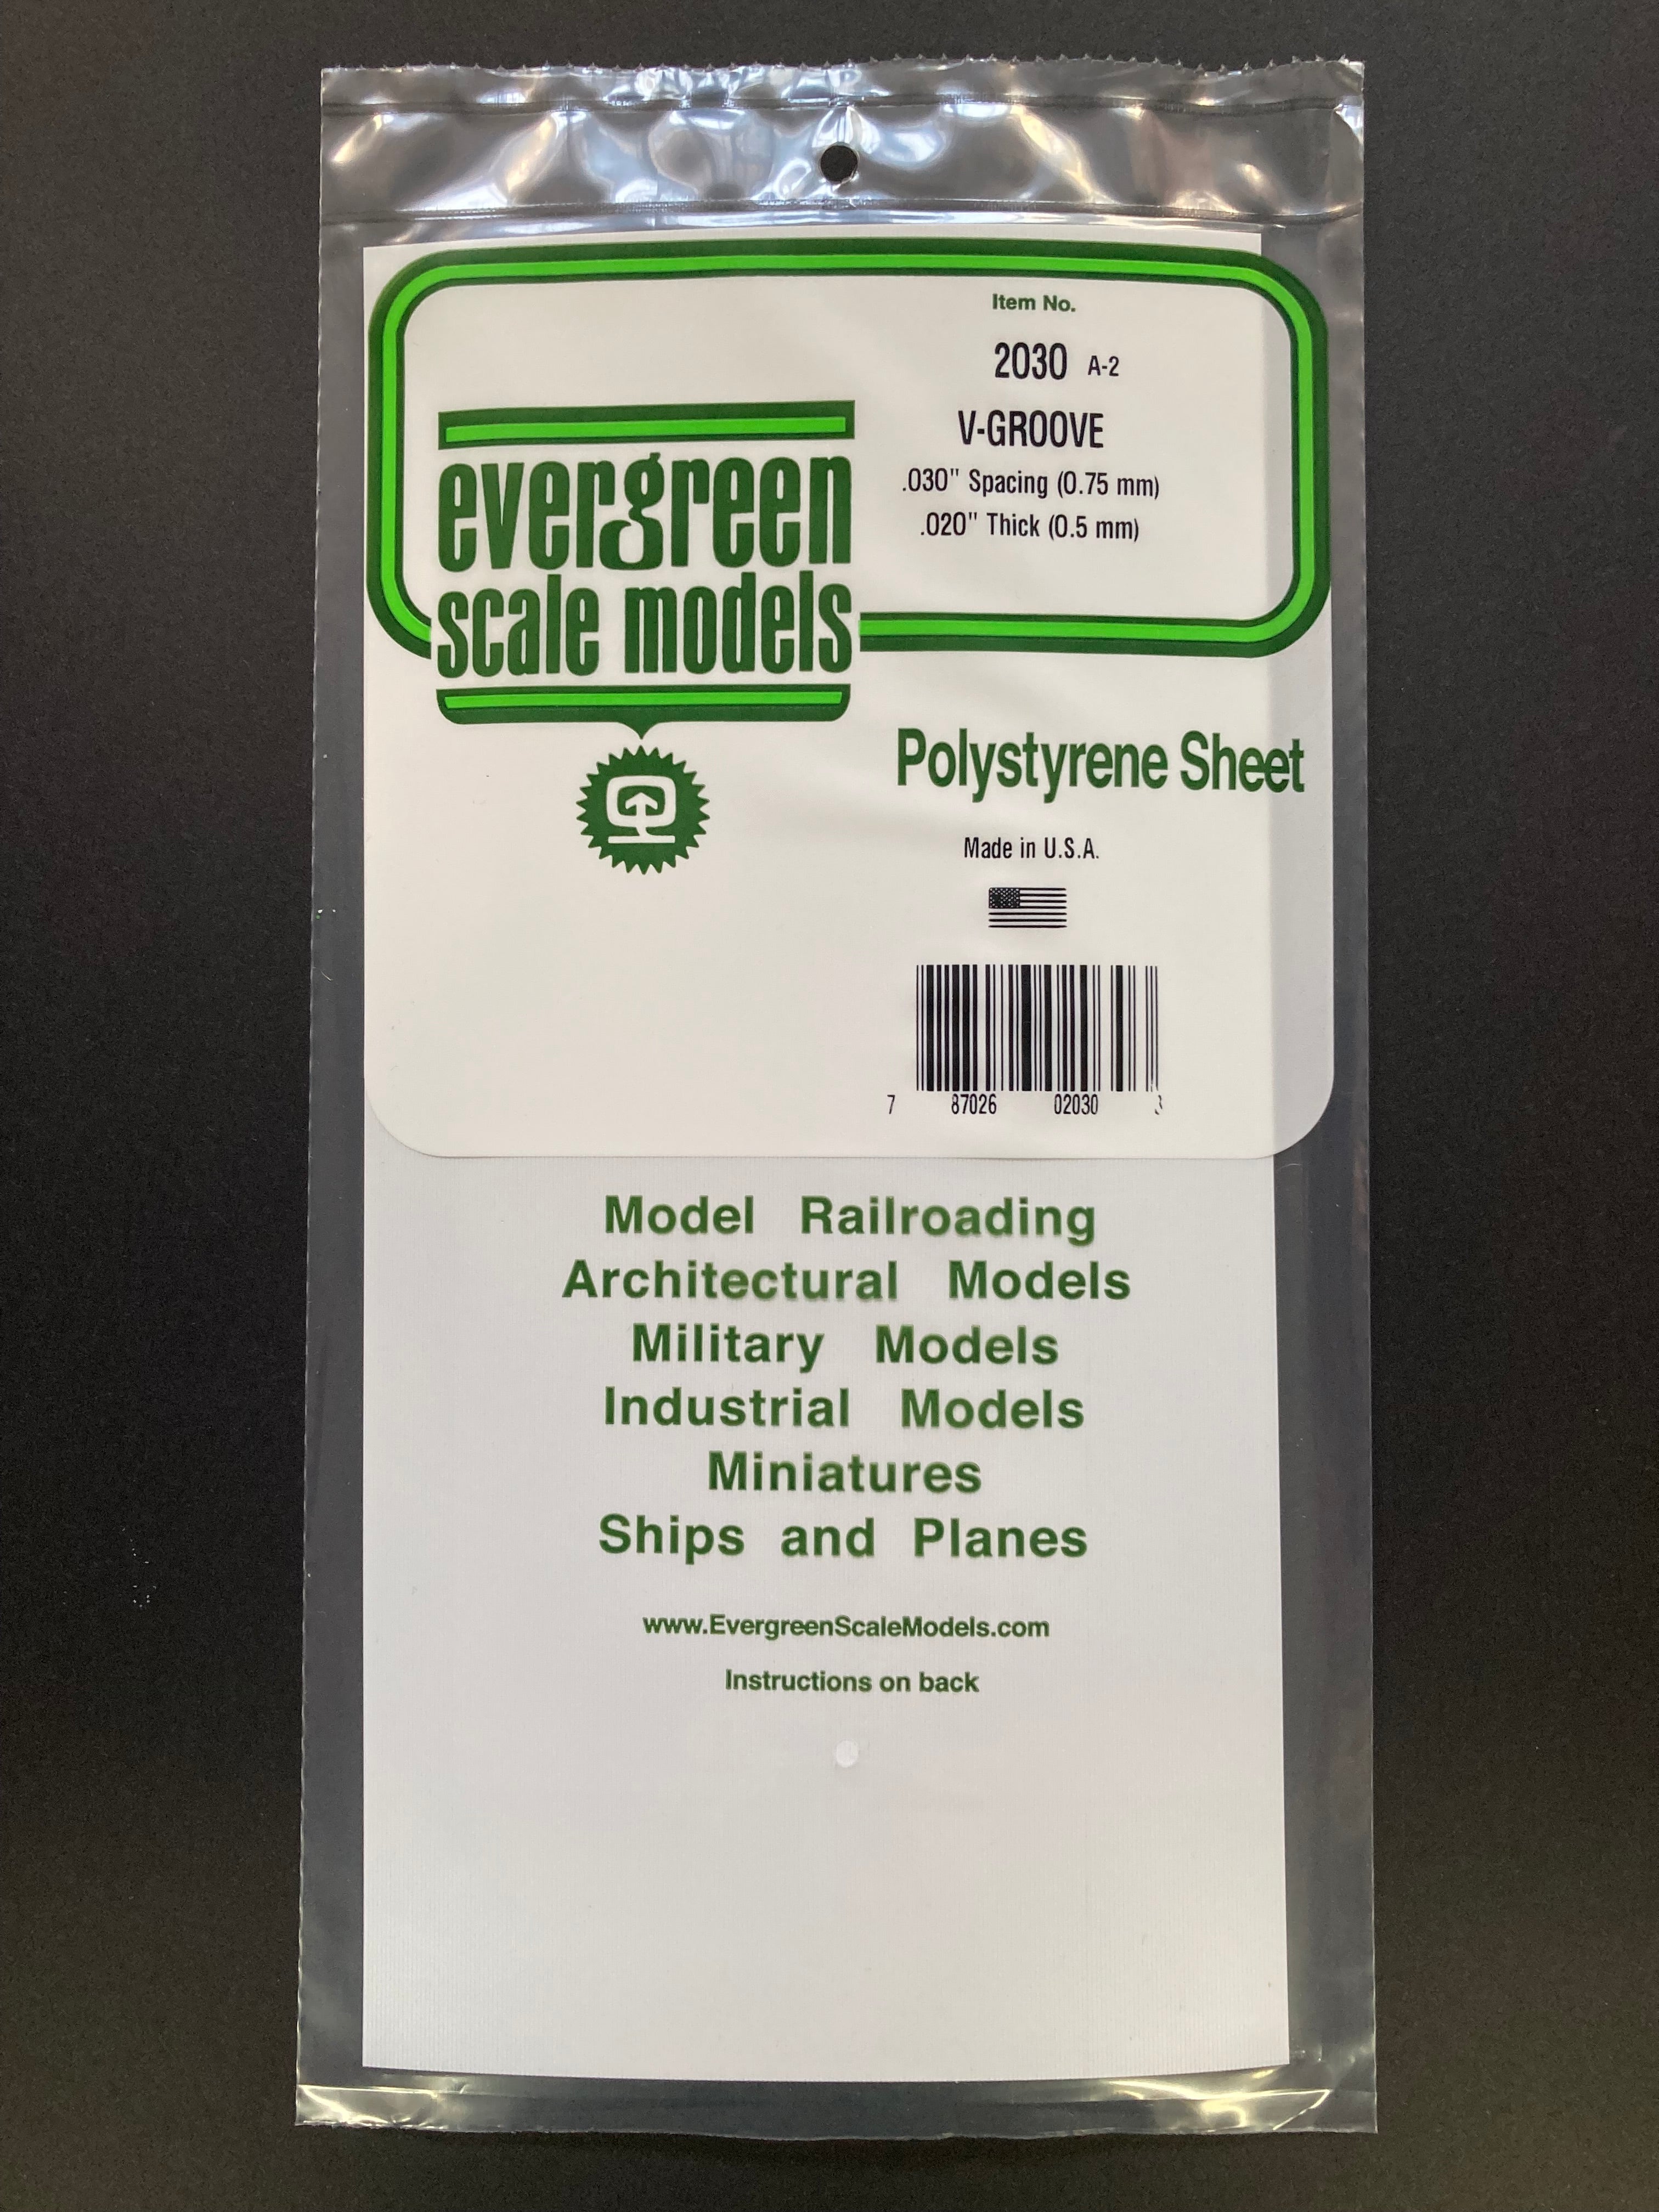 Item No.
2030 A-2
V-GROOVE
.030" Spacing (0.75 mm)
.020" Thick (0.5 mm)
evergreen
scale models
Polystyrene Sheet
Made in U.S.A.
7 87026 02030 3
Model Railroading
Architectural Models
Military Models
Industrial Models
Miniatures
Ships and Planes
www.EvergreenScaleModels.com
Instructions on back